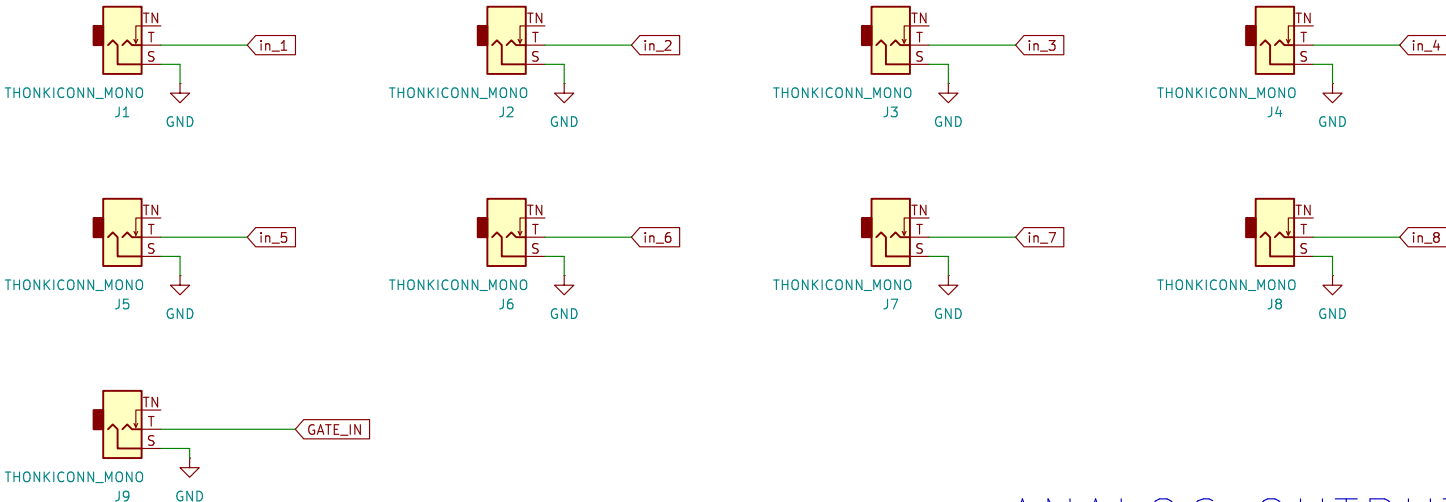 TN TN TN TN
T in_1 T in_2 T in_3 T in_4
S S S S
THONKICONN_MONO THONKICONN_MONO THONKICONN_MONO THONKICONN_MONO
J1 J2 J3 J4
GND GND GND GND
TN TN TN TN
T in_5 T in_6 T in_7 T in_8
S S S S
THONKICONN_MONO THONKICONN_MONO THONKICONN_MONO THONKICONN_MONO
J5 J6 J7 J8
GND GND GND GND
TN
T GATE_IN
S
THONKICONN_MONO
J9 GND